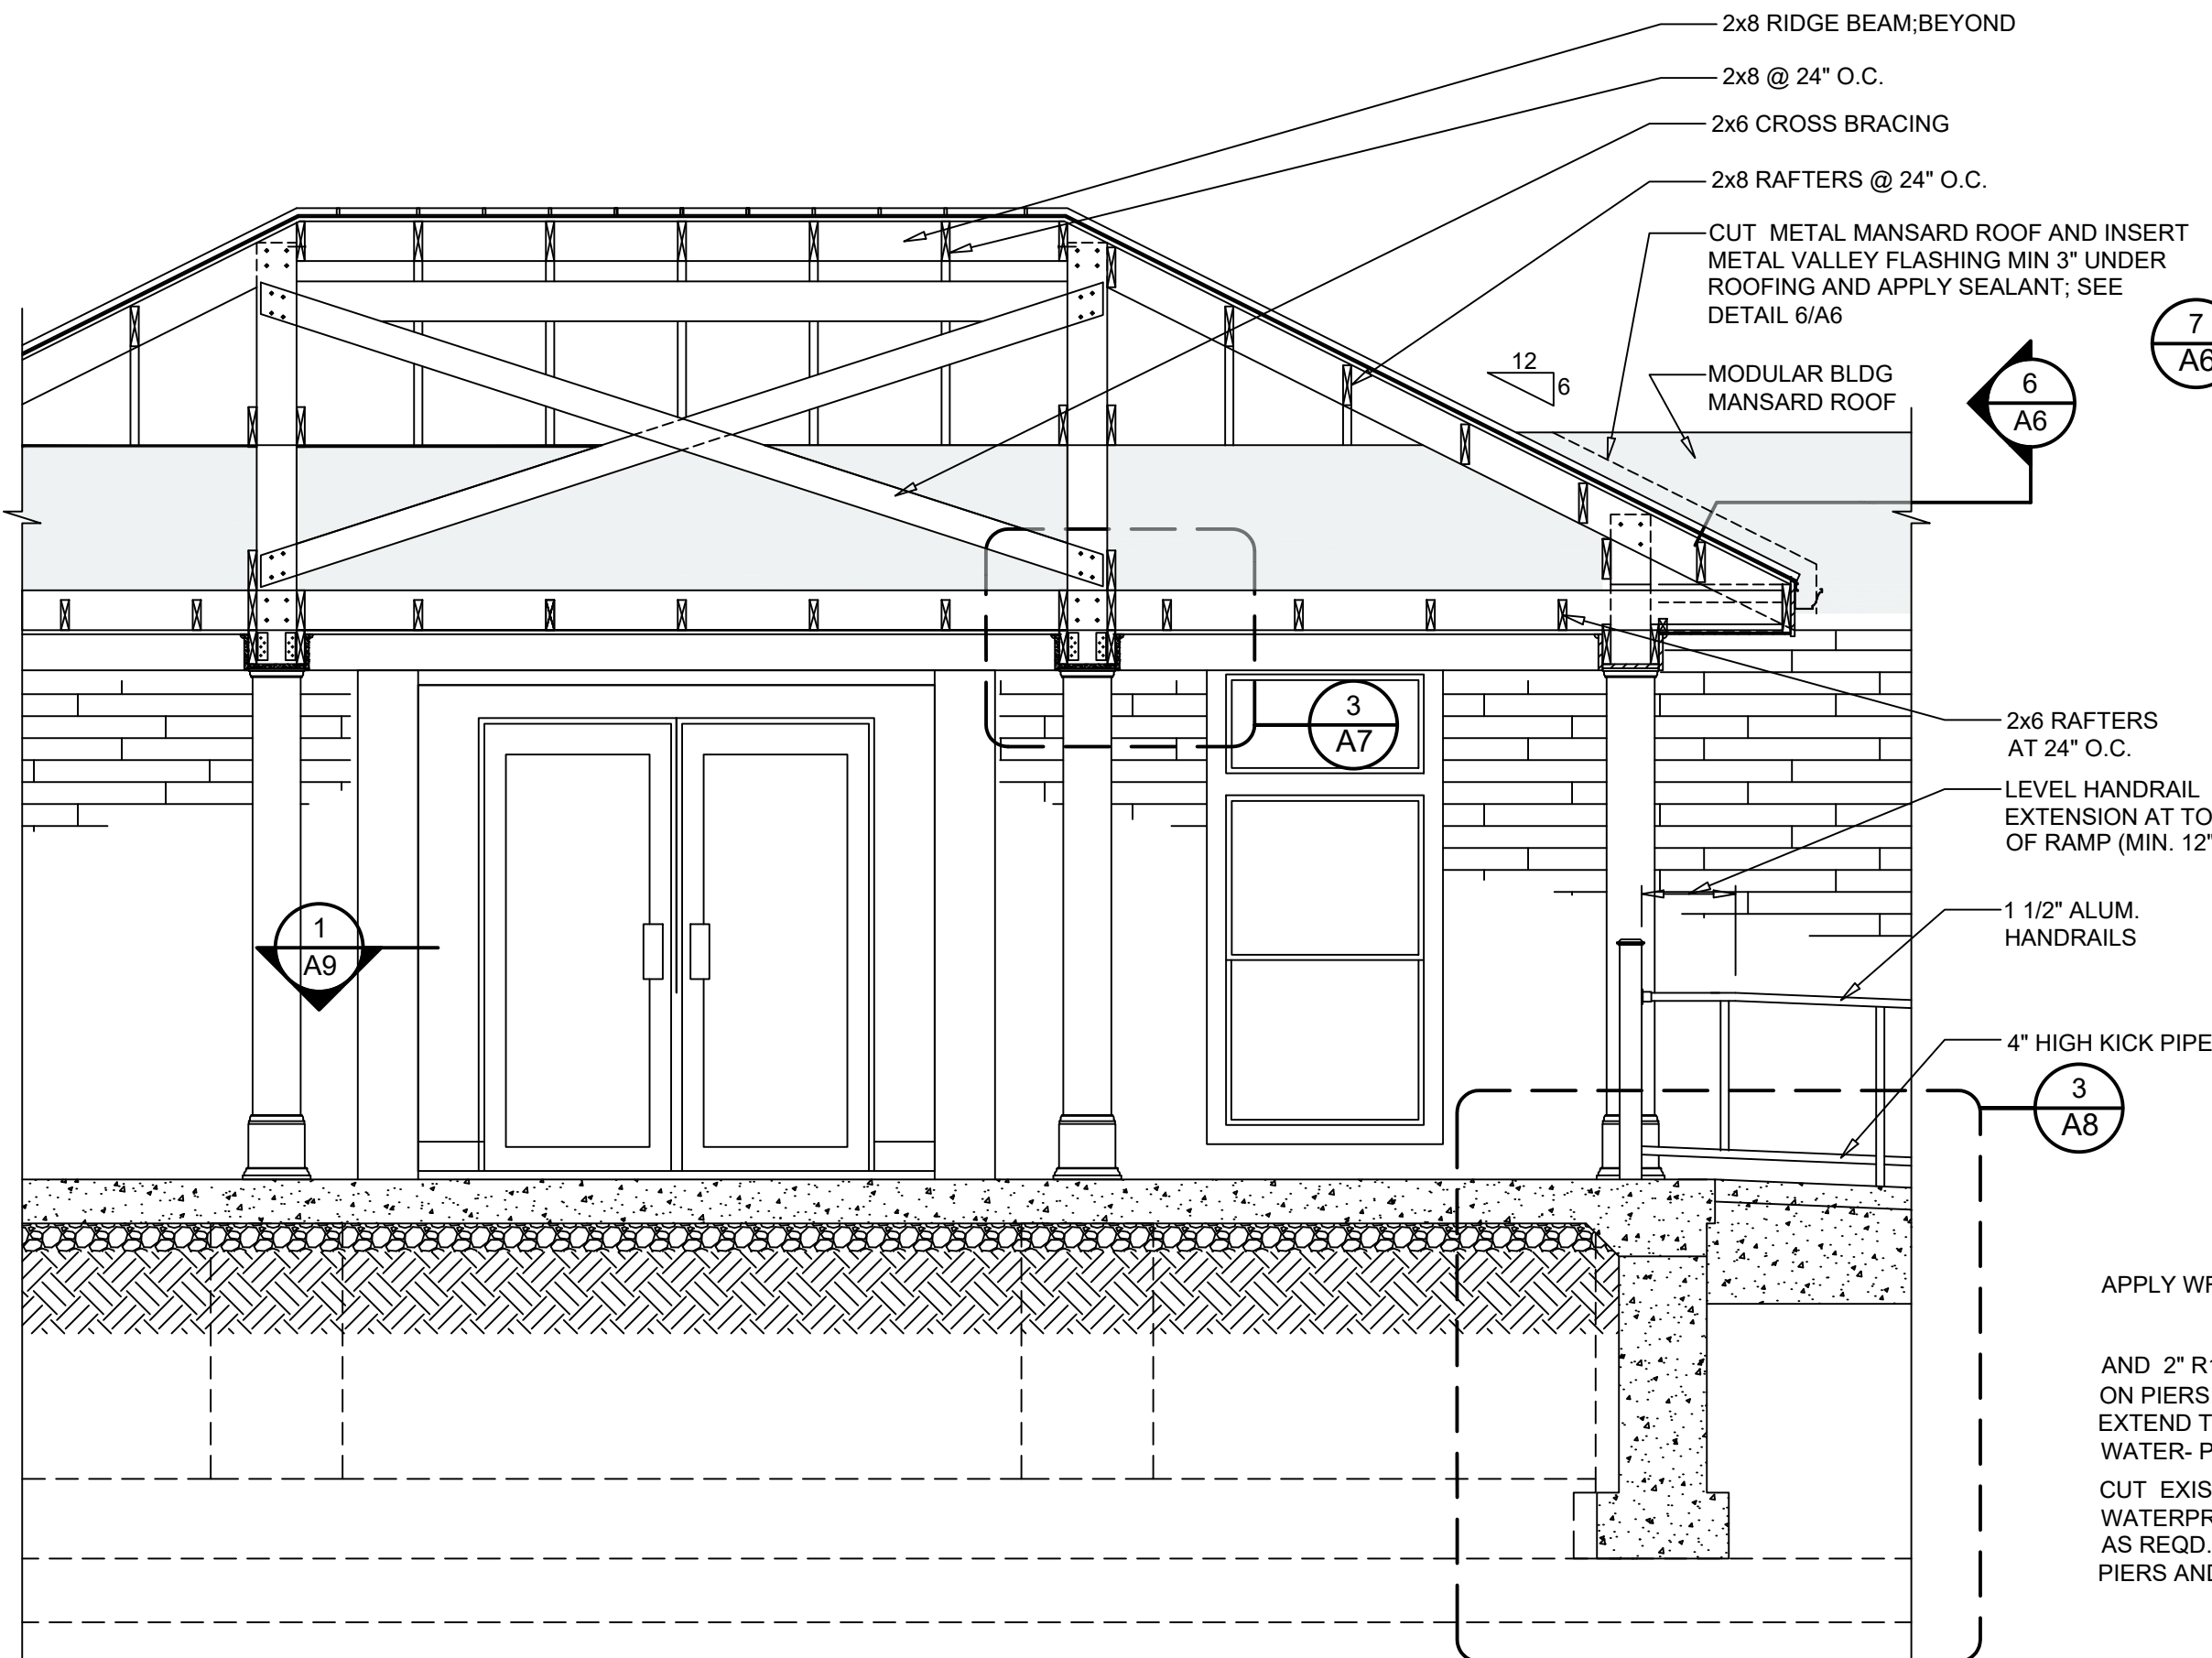 2x8 RIDGE BEAM;BEYOND
2x8 @ 24" O.C.
2x6 CROSS BRACING
2x8 RAFTERS @ 24" O.C.
CUT METAL MANSARD ROOF AND INSERT
METAL VALLEY FLASHING MIN 3" UNDER
ROOFING AND APPLY SEALANT; SEE
DETAIL 6/A6
7
A6
12
6
MODULAR BLDG
MANSARD ROOF
6
A6
3
A7
2x6 RAFTERS
AT 24" O.C.
LEVEL HANDRAIL
EXTENSION AT TO
OF RAMP (MIN. 12"
1
A9
1 1/2" ALUM.
HANDRAILS
4" HIGH KICK PIPE
3
A8
APPLY
AND 2"
ON PIERS
EXTEND
WATER-
CUT
AS REQD.
PIERS